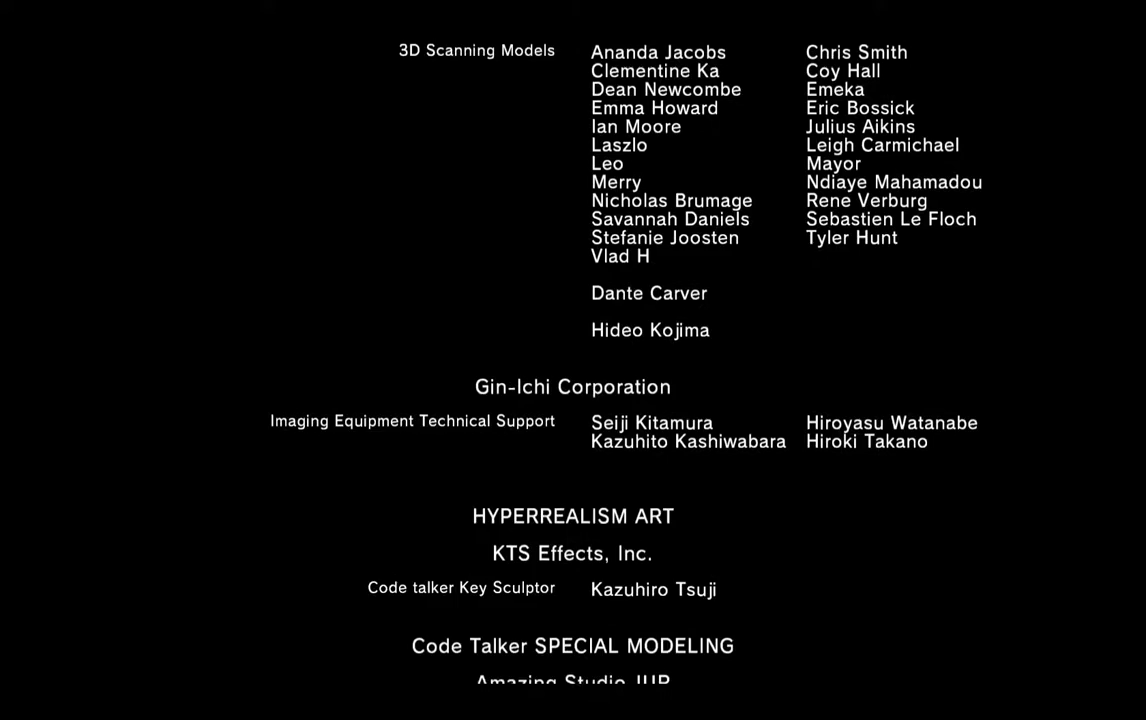 3D Scanning Models Ananda Jacobs Chris Smith
Clementine Ka Coy Hall
Dean Newcombe Emeka
Emma Howard Eric Bossick
Ian Moore Julius Aikins
Laszlo Leigh Carmichael
Leo Mayor
Merry Ndiaye Mahamadou
Nicholas Brumage Rene Verburg
Savannah Daniels Sebastien Le Floch
Stefanie Joosten Tyler Hunt
Vlad H
Dante Carver
Hideo Kojima
Gin-Ichi Corporation
Imaging Equipment Technical Support Seiji Kitamura Hiroyasu Watanabe
Kazuhito Kashiwabara Hiroki Takano
HYPERREALISM ART
KTS Effects, Inc.
Code talker Key Sculptor Kazuhiro Tsuji
Code Talker SPECIAL MODELING
Amazing Studio JUR